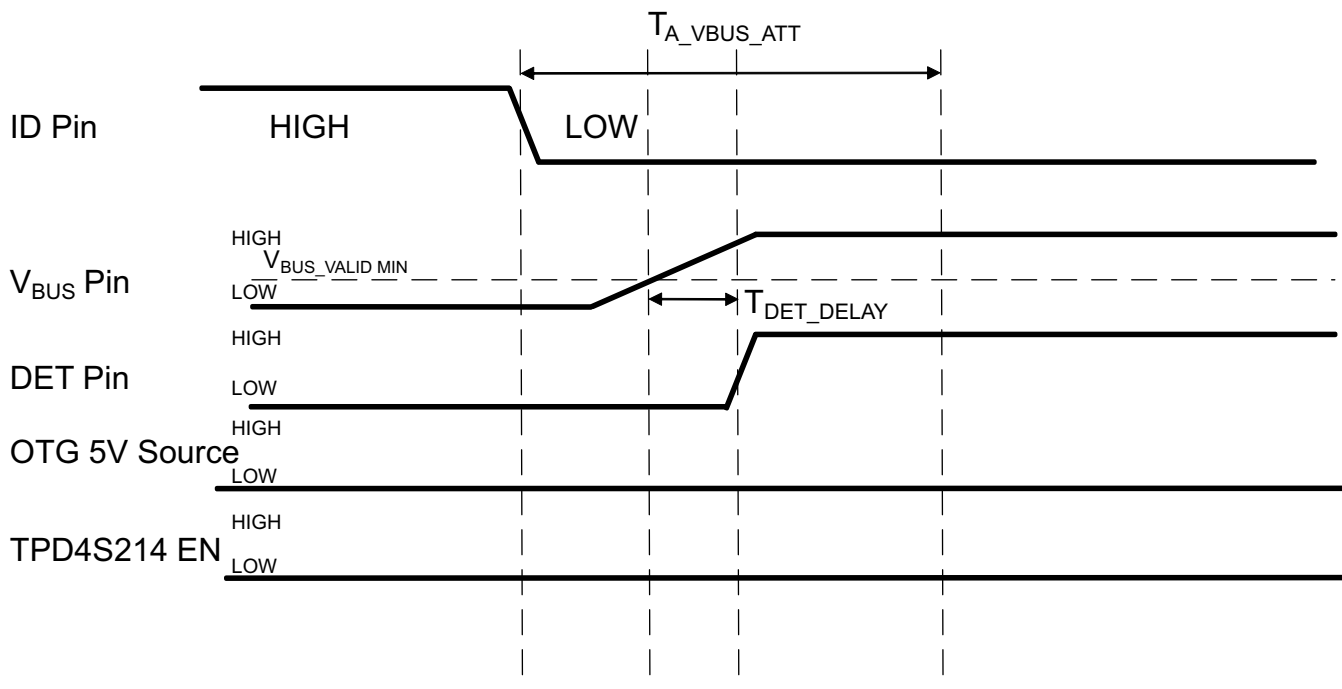 T_A_VBUS_ATT
ID Pin HIGH LOW
HIGH
V_BUS_VALID MIN
V_BUS Pin
LOW
T_DET_DELAY
HIGH
DET Pin
LOW
HIGH
OTG 5V Source
LOW
HIGH
TPD4S214 EN
LOW